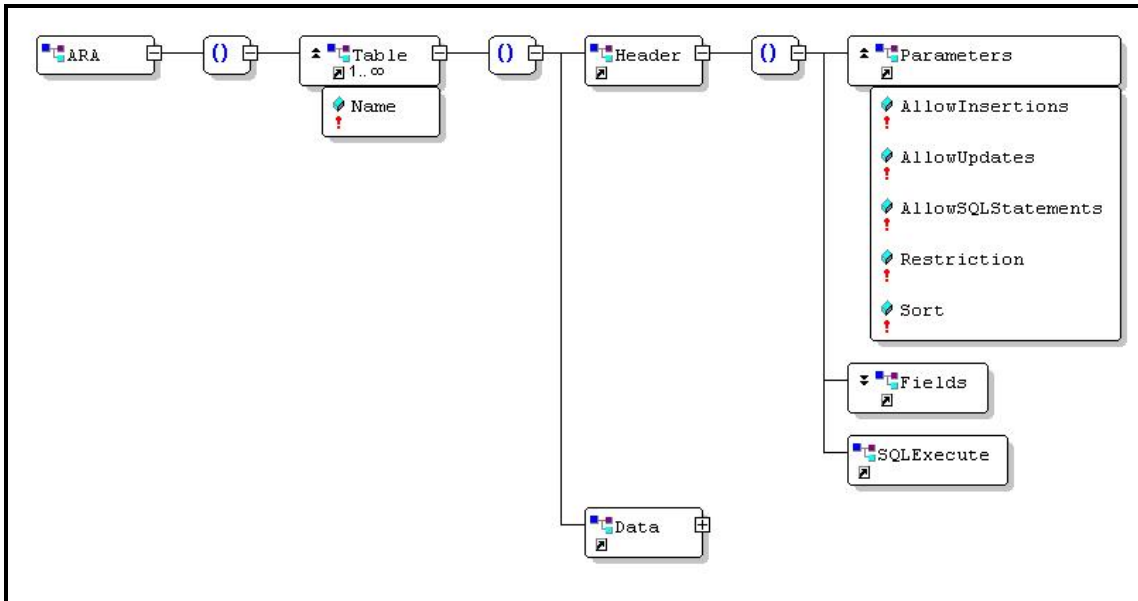 ARA
()
Table
1..∞
Name
()
Header
()
Parameters
AllowInsertions
AllowUpdates
AllowSQLStatements
Restriction
Sort
Fields
SQLExecute
Data